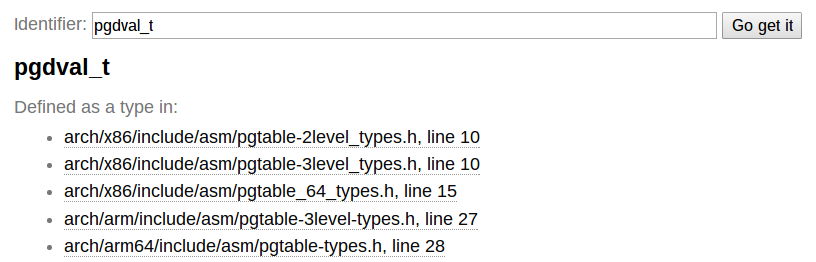 Identifier: pgdval_t Go get it
pgdval_t
Defined as a type in:
arch/x86/include/asm/pgtable-2level_types.h, line 10
arch/x86/include/asm/pgtable-3level_types.h, line 10
arch/x86/include/asm/pgtable_64_types.h, line 15
arch/arm/include/asm/pgtable-3level-types.h, line 27
arch/arm64/include/asm/pgtable-types.h, line 28